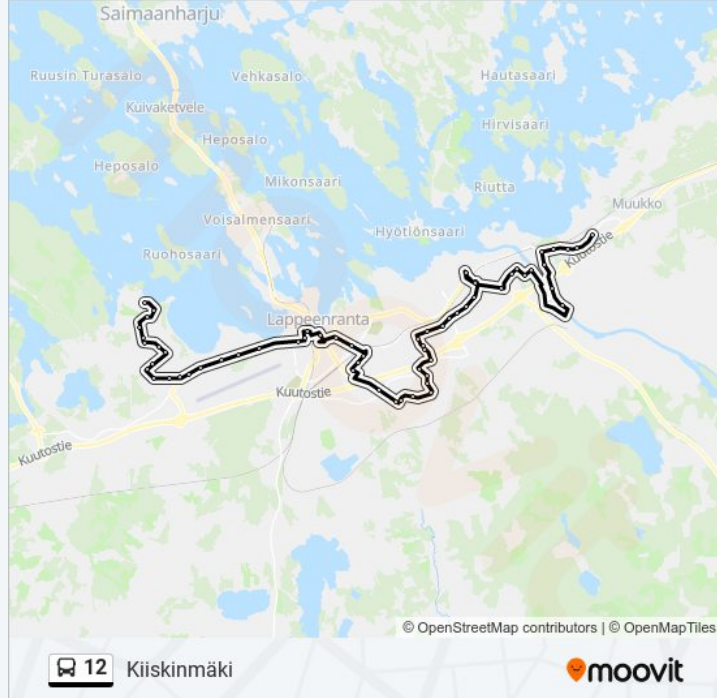 Saimaanharju
Ruusin Turasalo
Vehkasalo
Hautasaari
Kuivaketvele
Hirvisaari
Heposalo
Heposalo
Mikonsaari
Riutta
Muukko
Voisalmensaari
Hyötiönsaari
Kuutostie
Ruohosaari
Lappeenranta
Kuutostie
Kuutostie
© OpenStreetMap contributors | © OpenMapTiles
12 Kiiskinmäki
moovit